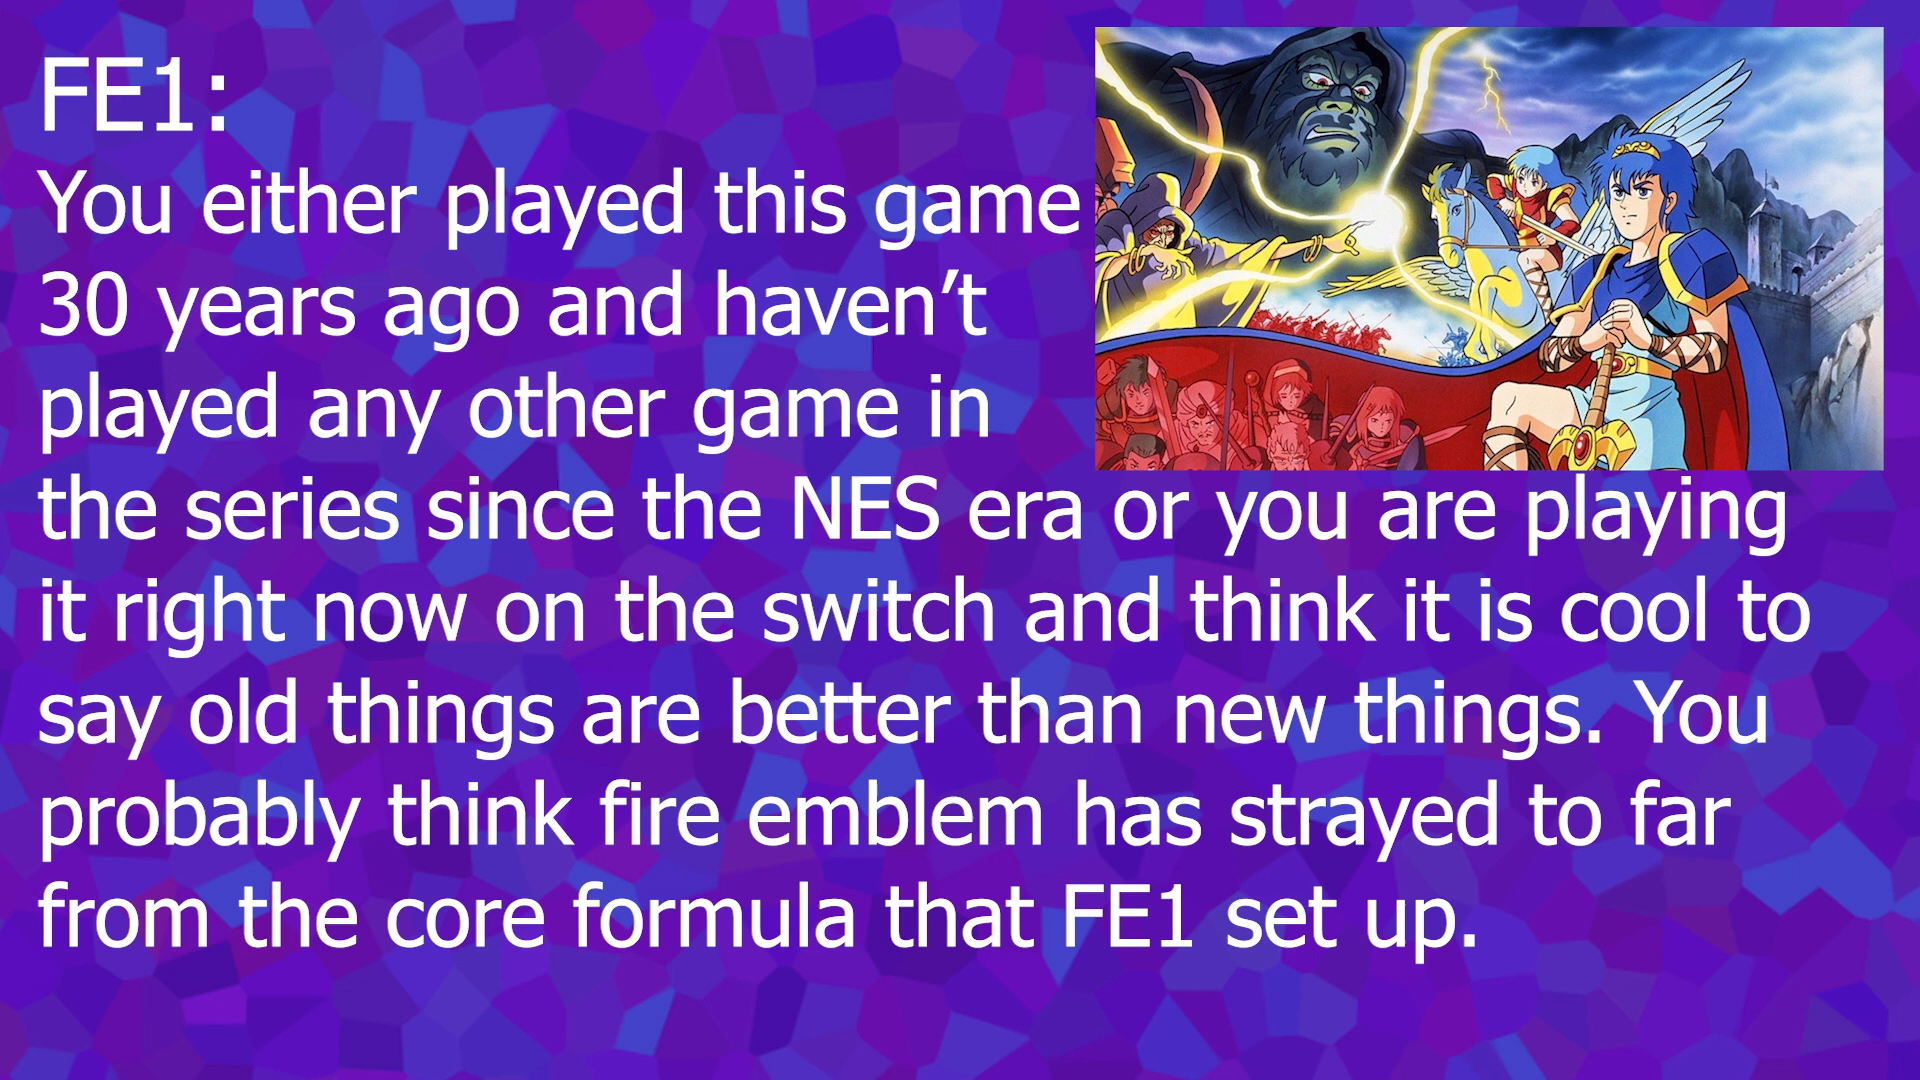 FE1:
You either played this game
30 years ago and haven’t
played any other game in
the series since the NES era or you are playing
it right now on the switch and think it is cool to
say old things are better than new things. You
probably think fire emblem has strayed to far
from the core formula that FE1 set up.